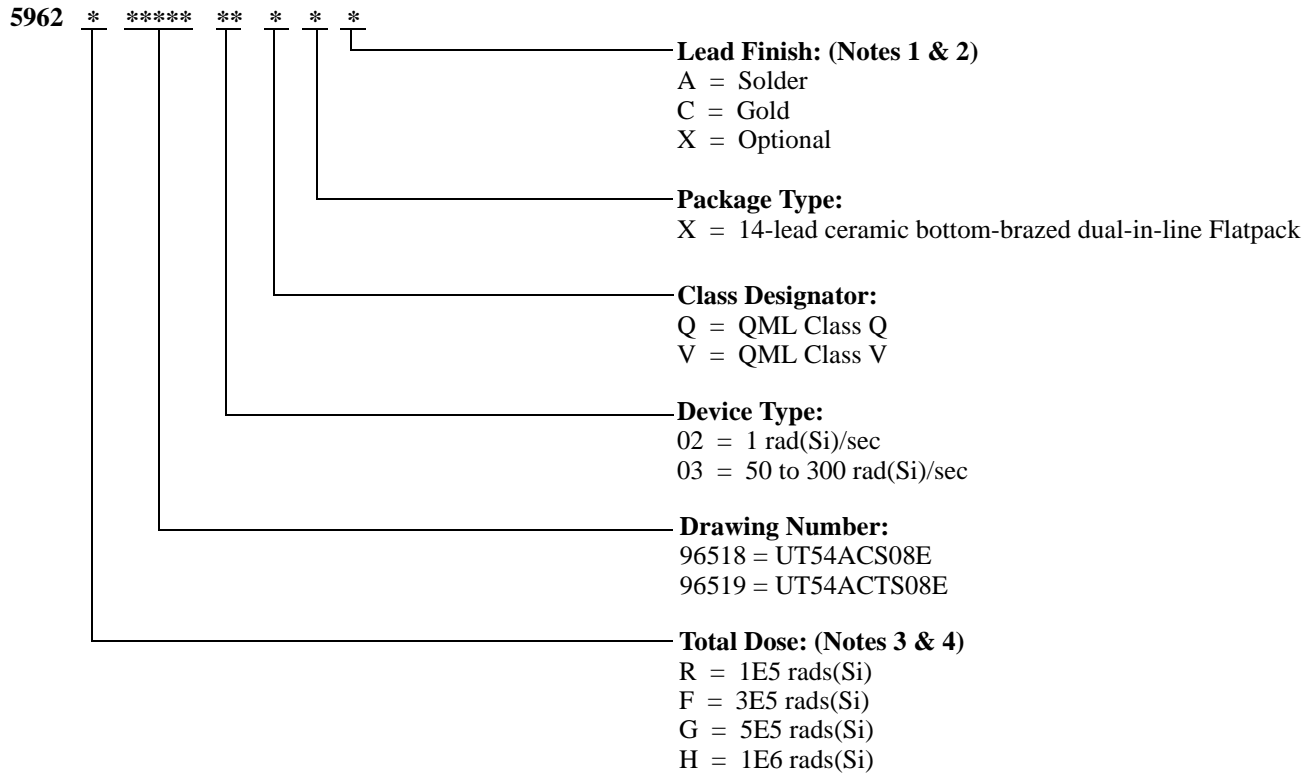 5962 * ***** ** * * *
Lead Finish: (Notes 1 & 2)
A = Solder
C = Gold
X = Optional
Package Type:
X = 14-lead ceramic bottom-brazed dual-in-line Flatpack
Class Designator:
Q = QML Class Q
V = QML Class V
Device Type:
02 = 1 rad(Si)/sec
03 = 50 to 300 rad(Si)/sec
Drawing Number:
96518 = UT54ACS08E
96519 = UT54ACTS08E
Total Dose: (Notes 3 & 4)
R = 1E5 rads(Si)
F = 3E5 rads(Si)
G = 5E5 rads(Si)
H = 1E6 rads(Si)